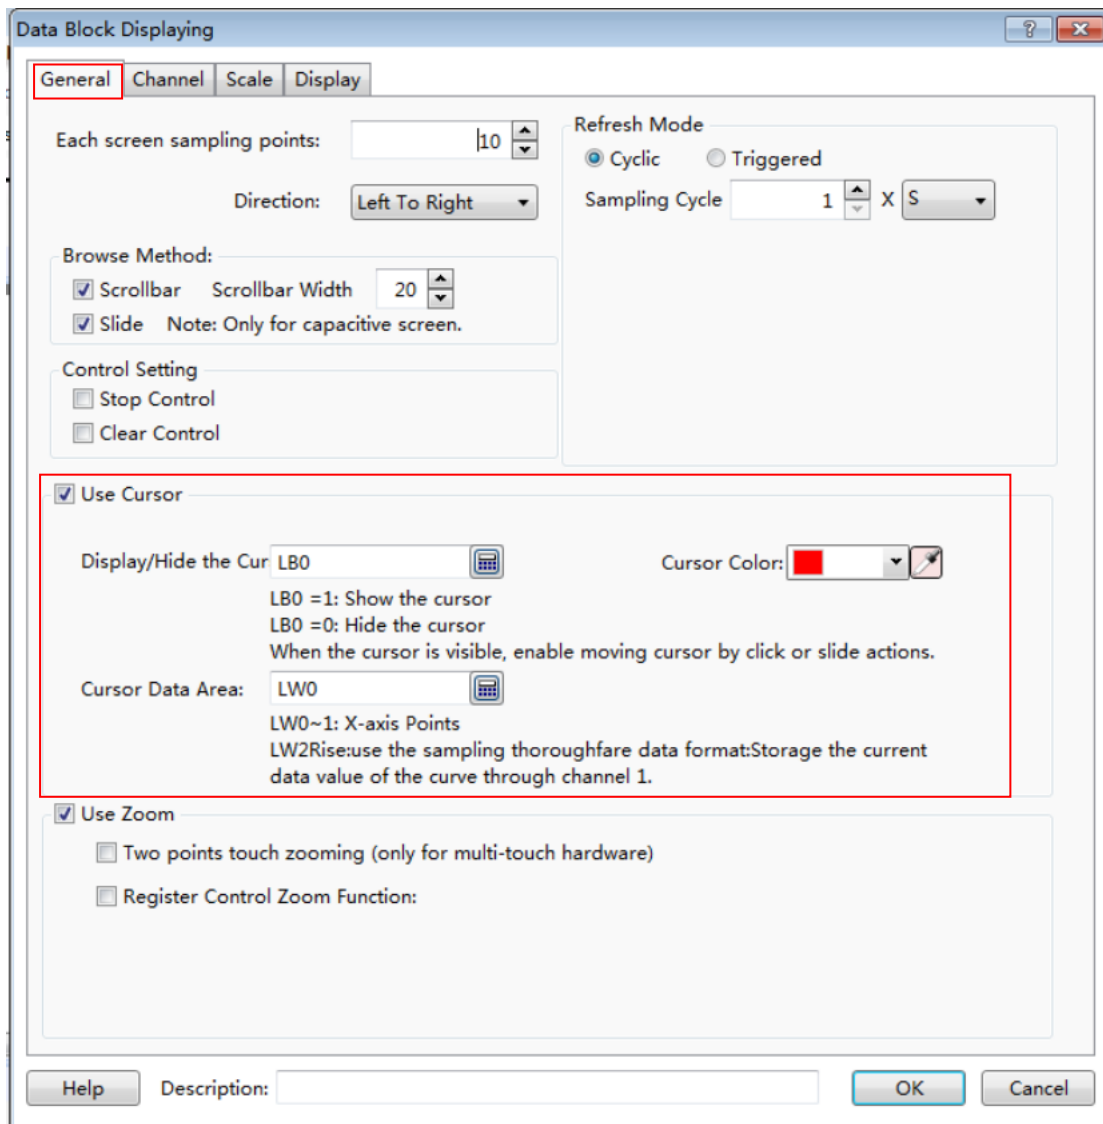 Data Block Displaying
General Channel Scale Display
Each screen sampling points: 10
Direction: Left To Right
Refresh Mode
Cyclic Triggered
Sampling Cycle 1 X S
Browse Method:
Scrollbar Scrollbar Width 20
Slide Note: Only for capacitive screen.
Control Setting
Stop Control
Clear Control
Use Cursor
Display/Hide the Cur LB0 Cursor Color:
LB0 =1: Show the cursor
LB0 =0: Hide the cursor
When the cursor is visible, enable moving cursor by click or slide actions.
Cursor Data Area: LW0
LW0~1: X-axis Points
LW2Rise:use the sampling thoroughfare data format:Storage the current
data value of the curve through channel 1.
Use Zoom
Two points touch zooming (only for multi-touch hardware)
Register Control Zoom Function:
Help Description: OK Cancel